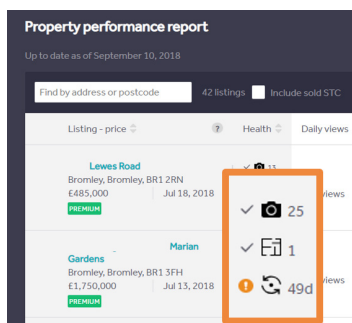 Property performance report
Up to date as of September 10, 2018
Find by address or postcode 42 listings Include sold STC
Listing - price ? Health Daily views
Lewes Road
Bromley, Bromley, BR1 2RN
£485,000 Jul 18, 2018
PREMIUM
13
views
25
1
49d
Marian
Gardens
Bromley, Bromley, BR1 3FH
£1,750,000 Jul 13, 2018
PREMIUM
views